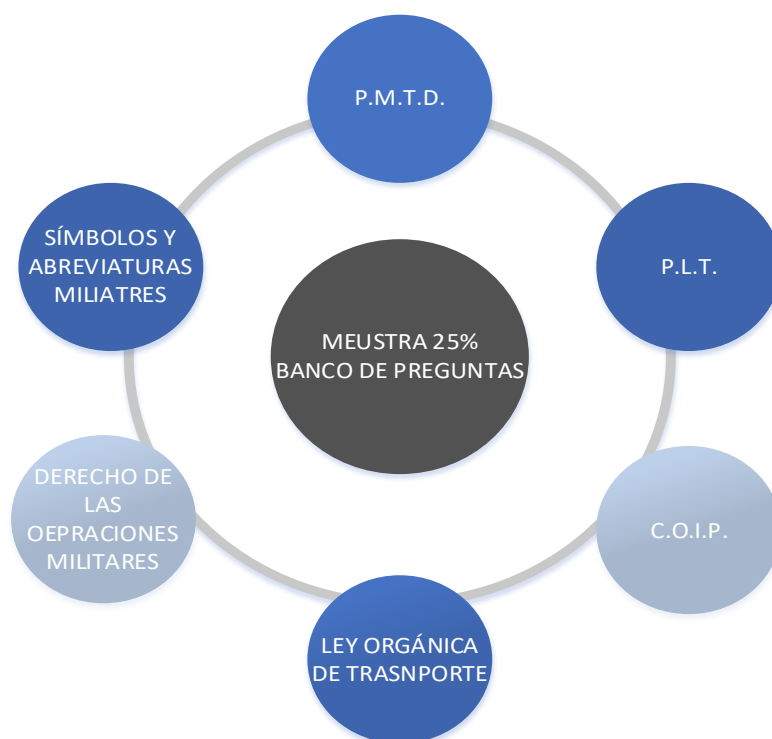 P.M.T.D.
SÍMBOLOS Y
ABREVIATURAS
MILIATRES
P.L.T.
MEUSTRA 25%
BANCO DE PREGUNTAS
DERECHO DE
LAS
OEPRACIONES
MILITARES
C.O.I.P.
LEY ORGÁNICA
DE TRASNPORTE